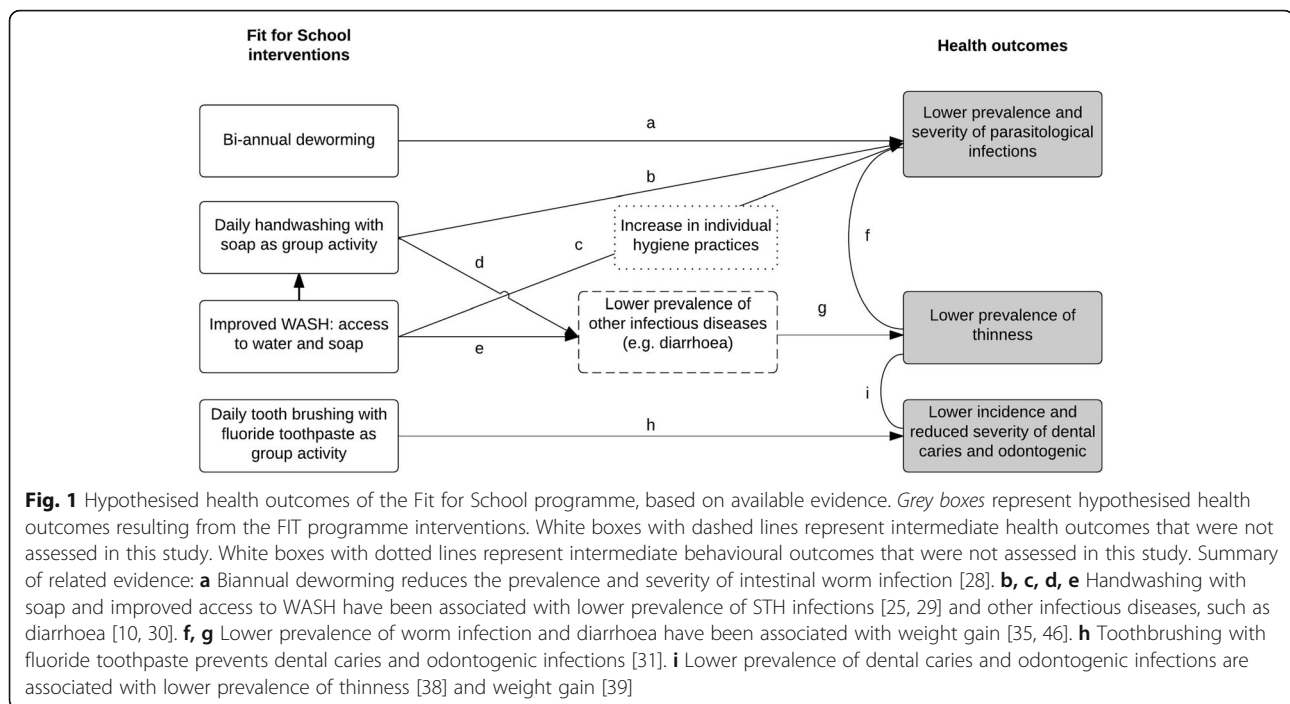 Fit for School
interventions
Health outcomes
Bi-annual deworming
a
Lower prevalence and
severity of parasitological
infections
b
Daily handwashing with
soap as group activity
Increase in individual
hygiene practices
c
f
d
Improved WASH: access
to water and soap
Lower prevalence of
other infectious diseases
(e.g. diarrhoea)
g
Lower prevalence of
thinness
e
i
Daily tooth brushing with
fluoride toothpaste as
group activity
h
Lower incidence and
reduced severity of dental
caries and odontogenic
Fig. 1 Hypothesised health outcomes of the Fit for School programme, based on available evidence. Grey boxes represent hypothesised health
outcomes resulting from the FIT programme interventions. White boxes with dashed lines represent intermediate health outcomes that were not
assessed in this study. White boxes with dotted lines represent intermediate behavioural outcomes that were not assessed in this study. Summary
of related evidence: a Biannual deworming reduces the prevalence and severity of intestinal worm infection [28]. b, c, d, e Handwashing with
soap and improved access to WASH have been associated with lower prevalence of STH infections [25, 29] and other infectious diseases, such as
diarrhoea [10, 30]. f, g Lower prevalence of worm infection and diarrhoea have been associated with weight gain [35, 46]. h Toothbrushing with
fluoride toothpaste prevents dental caries and odontogenic infections [31]. i Lower prevalence of dental caries and odontogenic infections are
associated with lower prevalence of thinness [38] and weight gain [39]